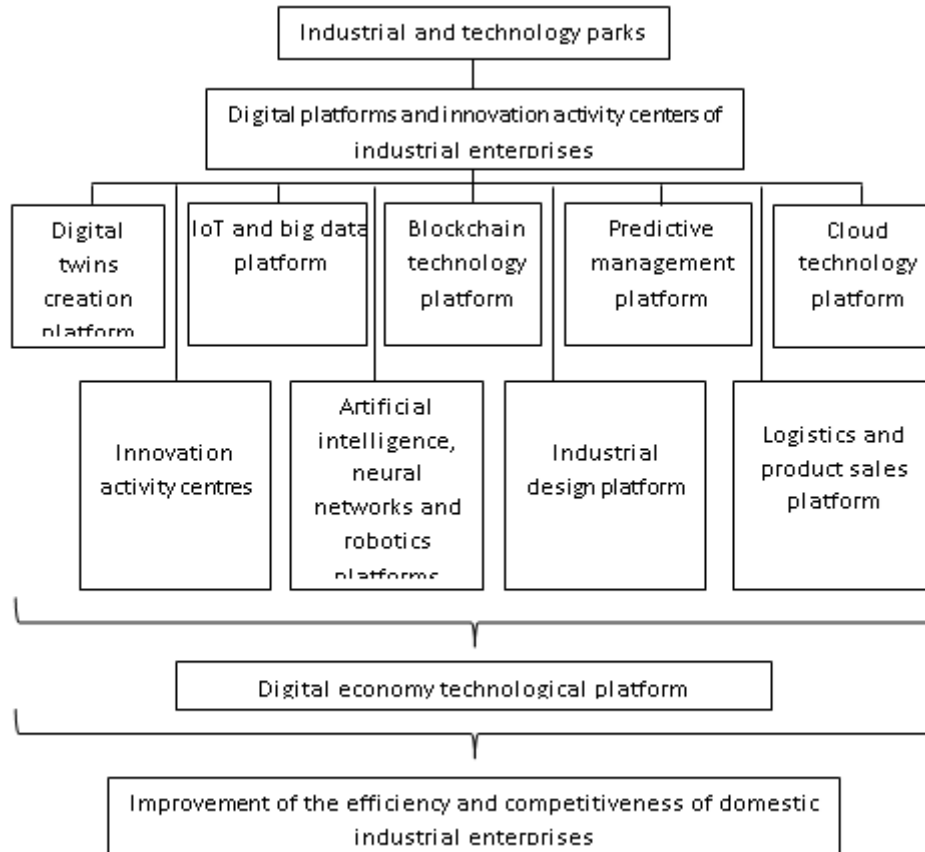 Industrial and technology parks
Digital platforms and innovation activity centers of
industrial enterprises
Digital
twins
creation
platform
IoT and big data
platform
Blockchain
technology
platform
Predictive
management
platform
Cloud
technology
platform
Innovation
activity centres
Artificial
intelligence,
neural
networks and
robotics
platforms
Industrial
design platform
Logistics and
product sales
platform
Digital economy technological platform
Improvement of the efficiency and competitiveness of domestic
industrial enterprises